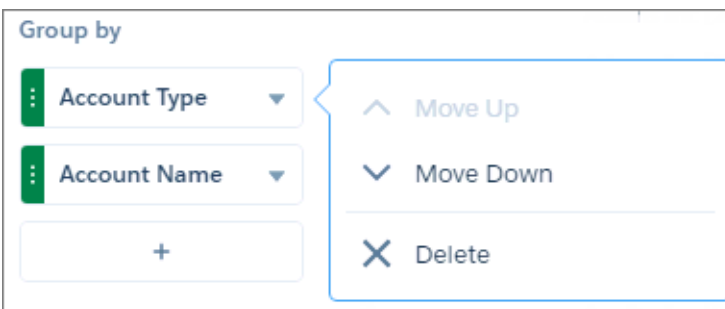 Group by
Account Type
Account Name
+
Move Up
Move Down
Delete